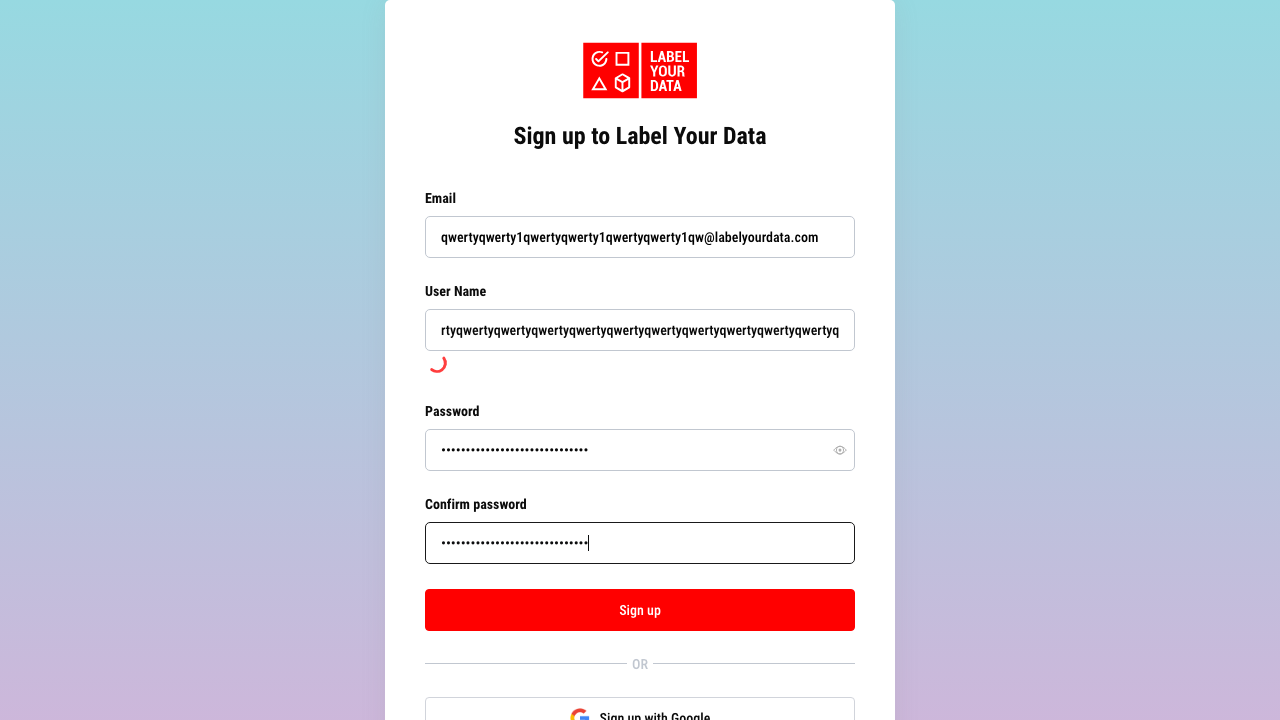 LABEL
YOUR
DATA
Sign up to Label Your Data
Email
qwertyqwerty1qwertyqwerty1qwertyqwerty1qw@labelyourdata.com
User Name
rtyqwertyqwertyqwertyqwertyqwertyqwertyqwertyqwertyqwertyqwertyq
Password
Confirm password
Sign up
OR
Sign up with Google